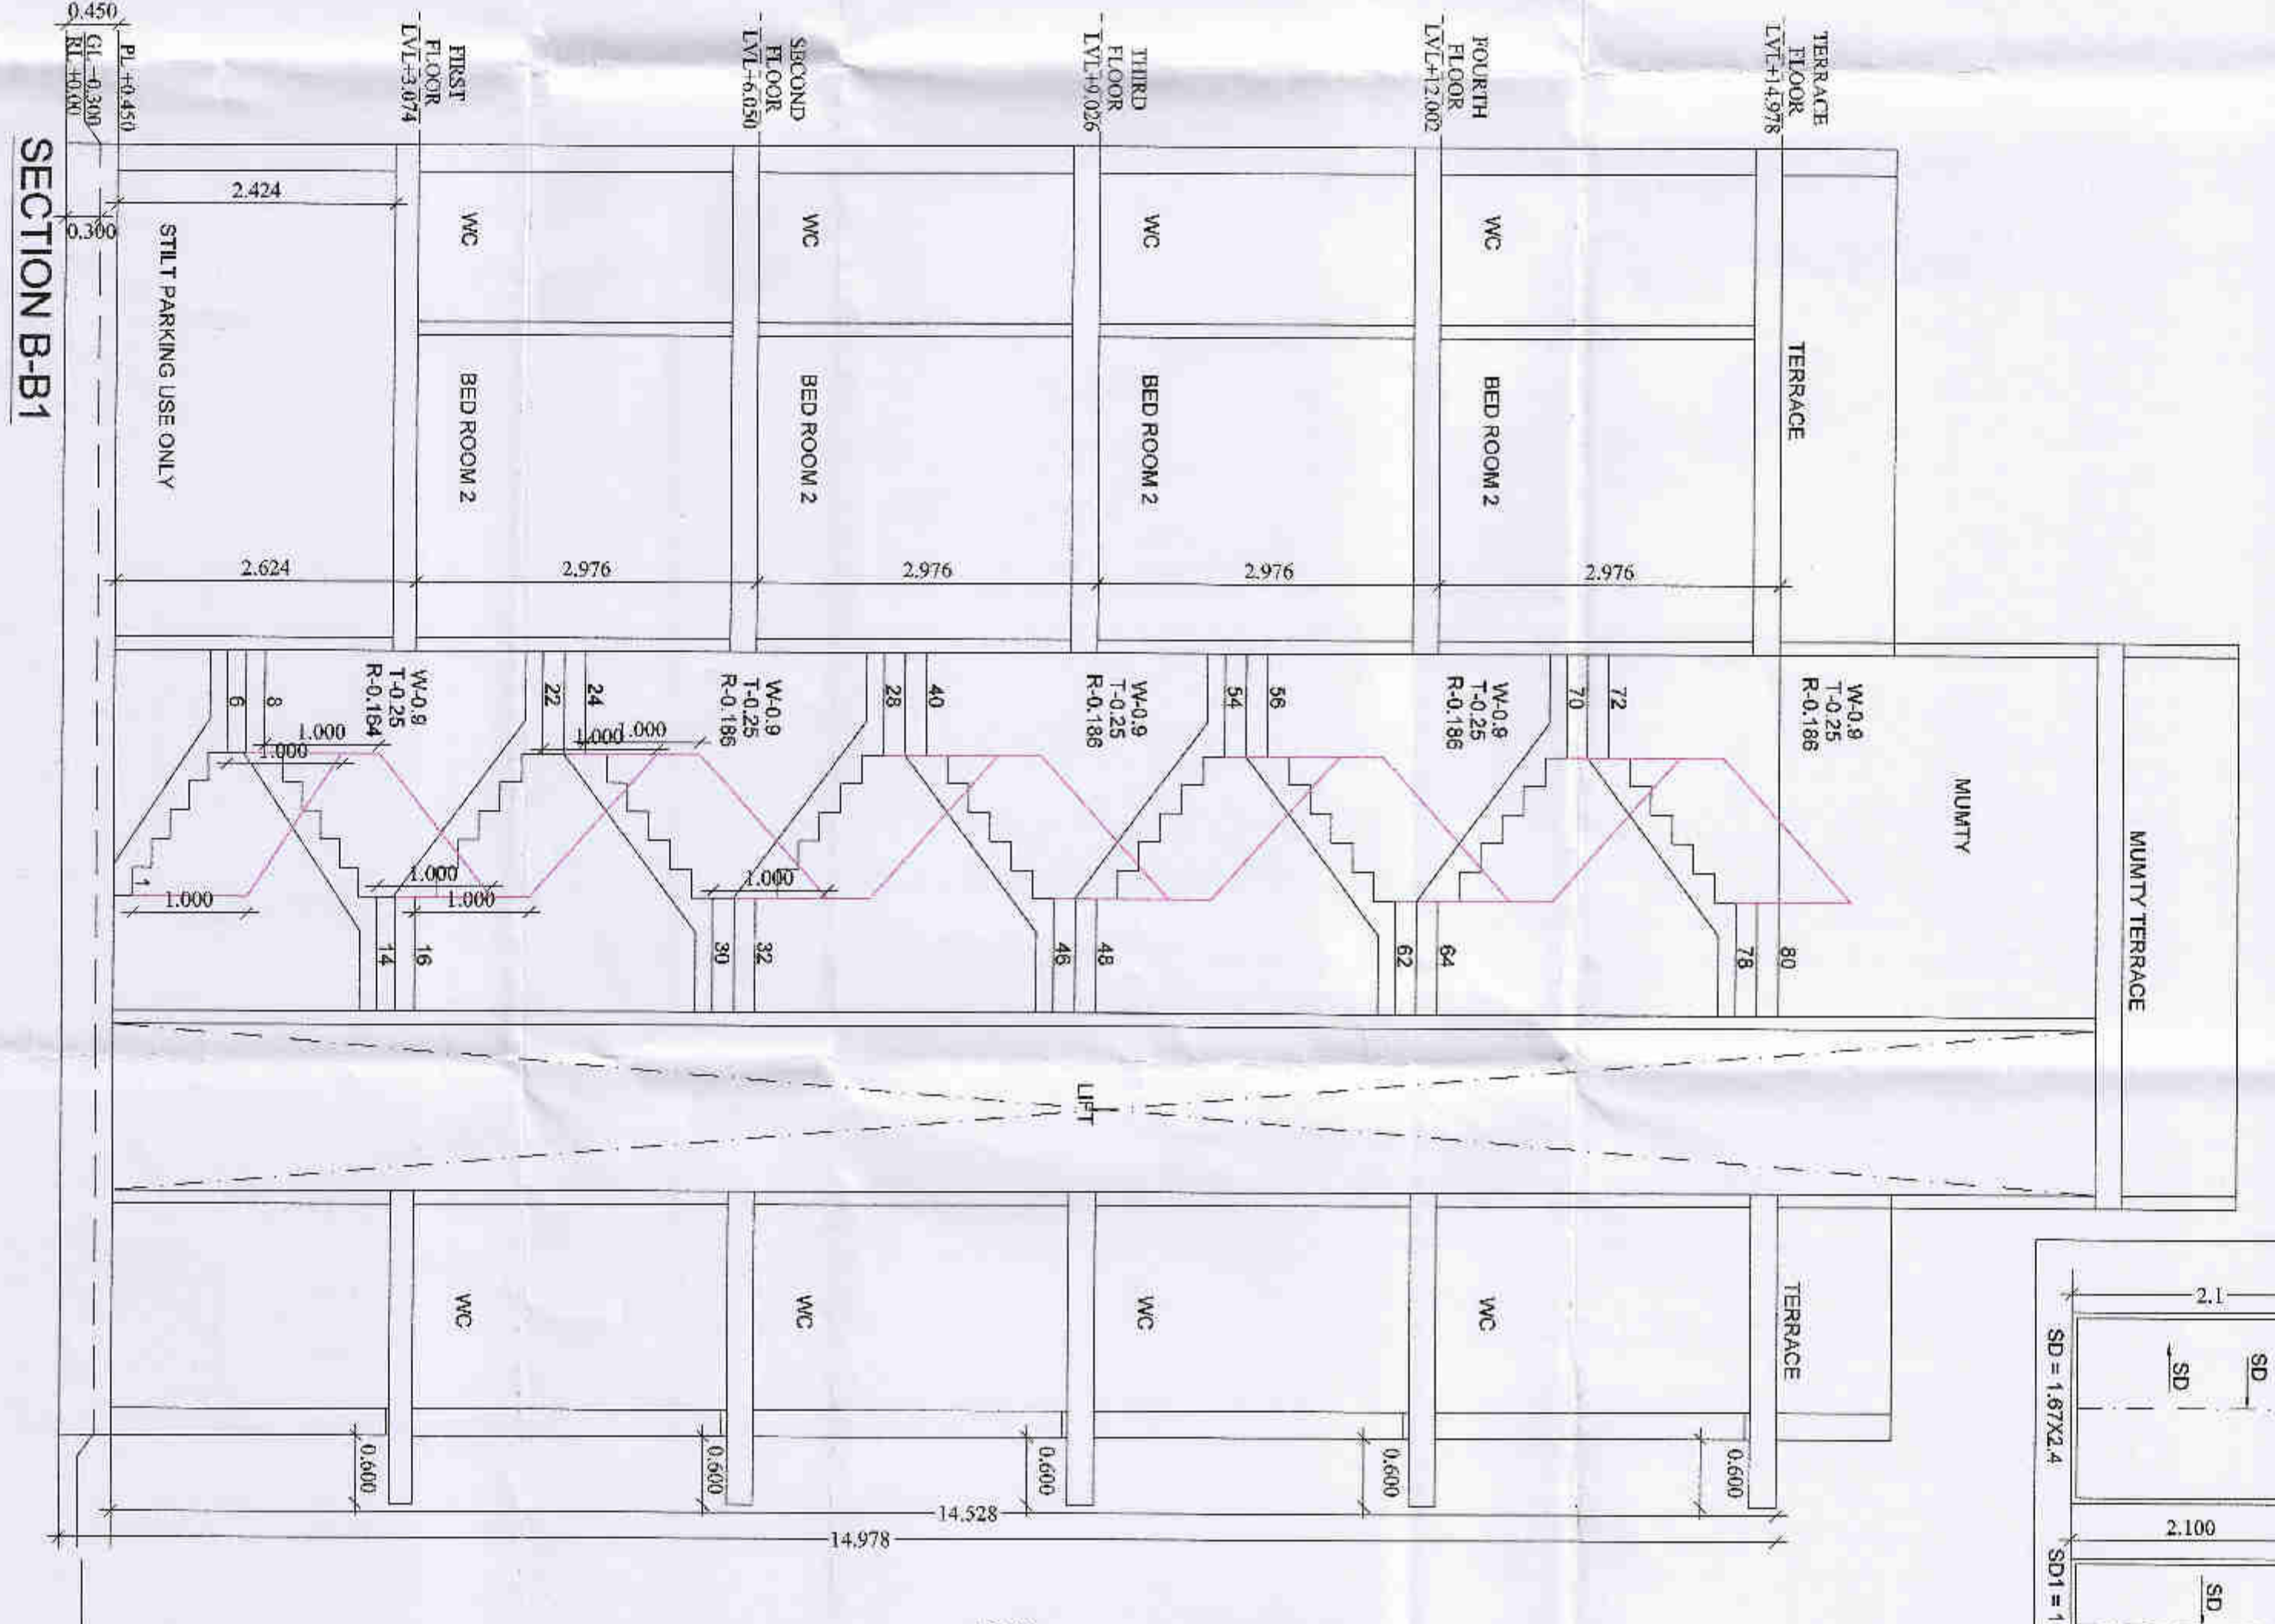 TERRACE
FLOOR
LVL+14.978
FOURTH
FLOOR
LVL+12.002
THIRD
FLOOR
LVL+9.026
SECOND
FLOOR
LVL+6.050
FIRST
FLOOR
LVL+3.074
PL +0.450
GL +0.300
RL +0.00
0.450
0.300
2.424
MUMTY TERRACE
MUMTY
TERRACE
TERRACE
WC
BED ROOM 2
WC
WC
BED ROOM 2
WC
WC
BED ROOM 2
WC
WC
BED ROOM 2
WC
STILT PARKING USE ONLY
LIFT
2.976
2.976
2.976
2.976
2.624
W-0.9
T-0.25
R-0.186
W-0.9
T-0.25
R-0.186
W-0.9
T-0.25
R-0.186
W-0.9
T-0.25
R-0.186
W-0.9
T-0.25
R-0.164
80
78
72
70
64
62
56
54
48
46
40
28
32
30
24
22
16
14
8
6
1
1.000
1.000
1.000
1.000
1.000
1.000
1.000
1.000
0.600
0.600
0.600
0.600
0.600
14.528
14.978
SECTION B-B1
2.1
SD
SD
SD = 1.67X2.4
2.100
SD
SD1 = 1